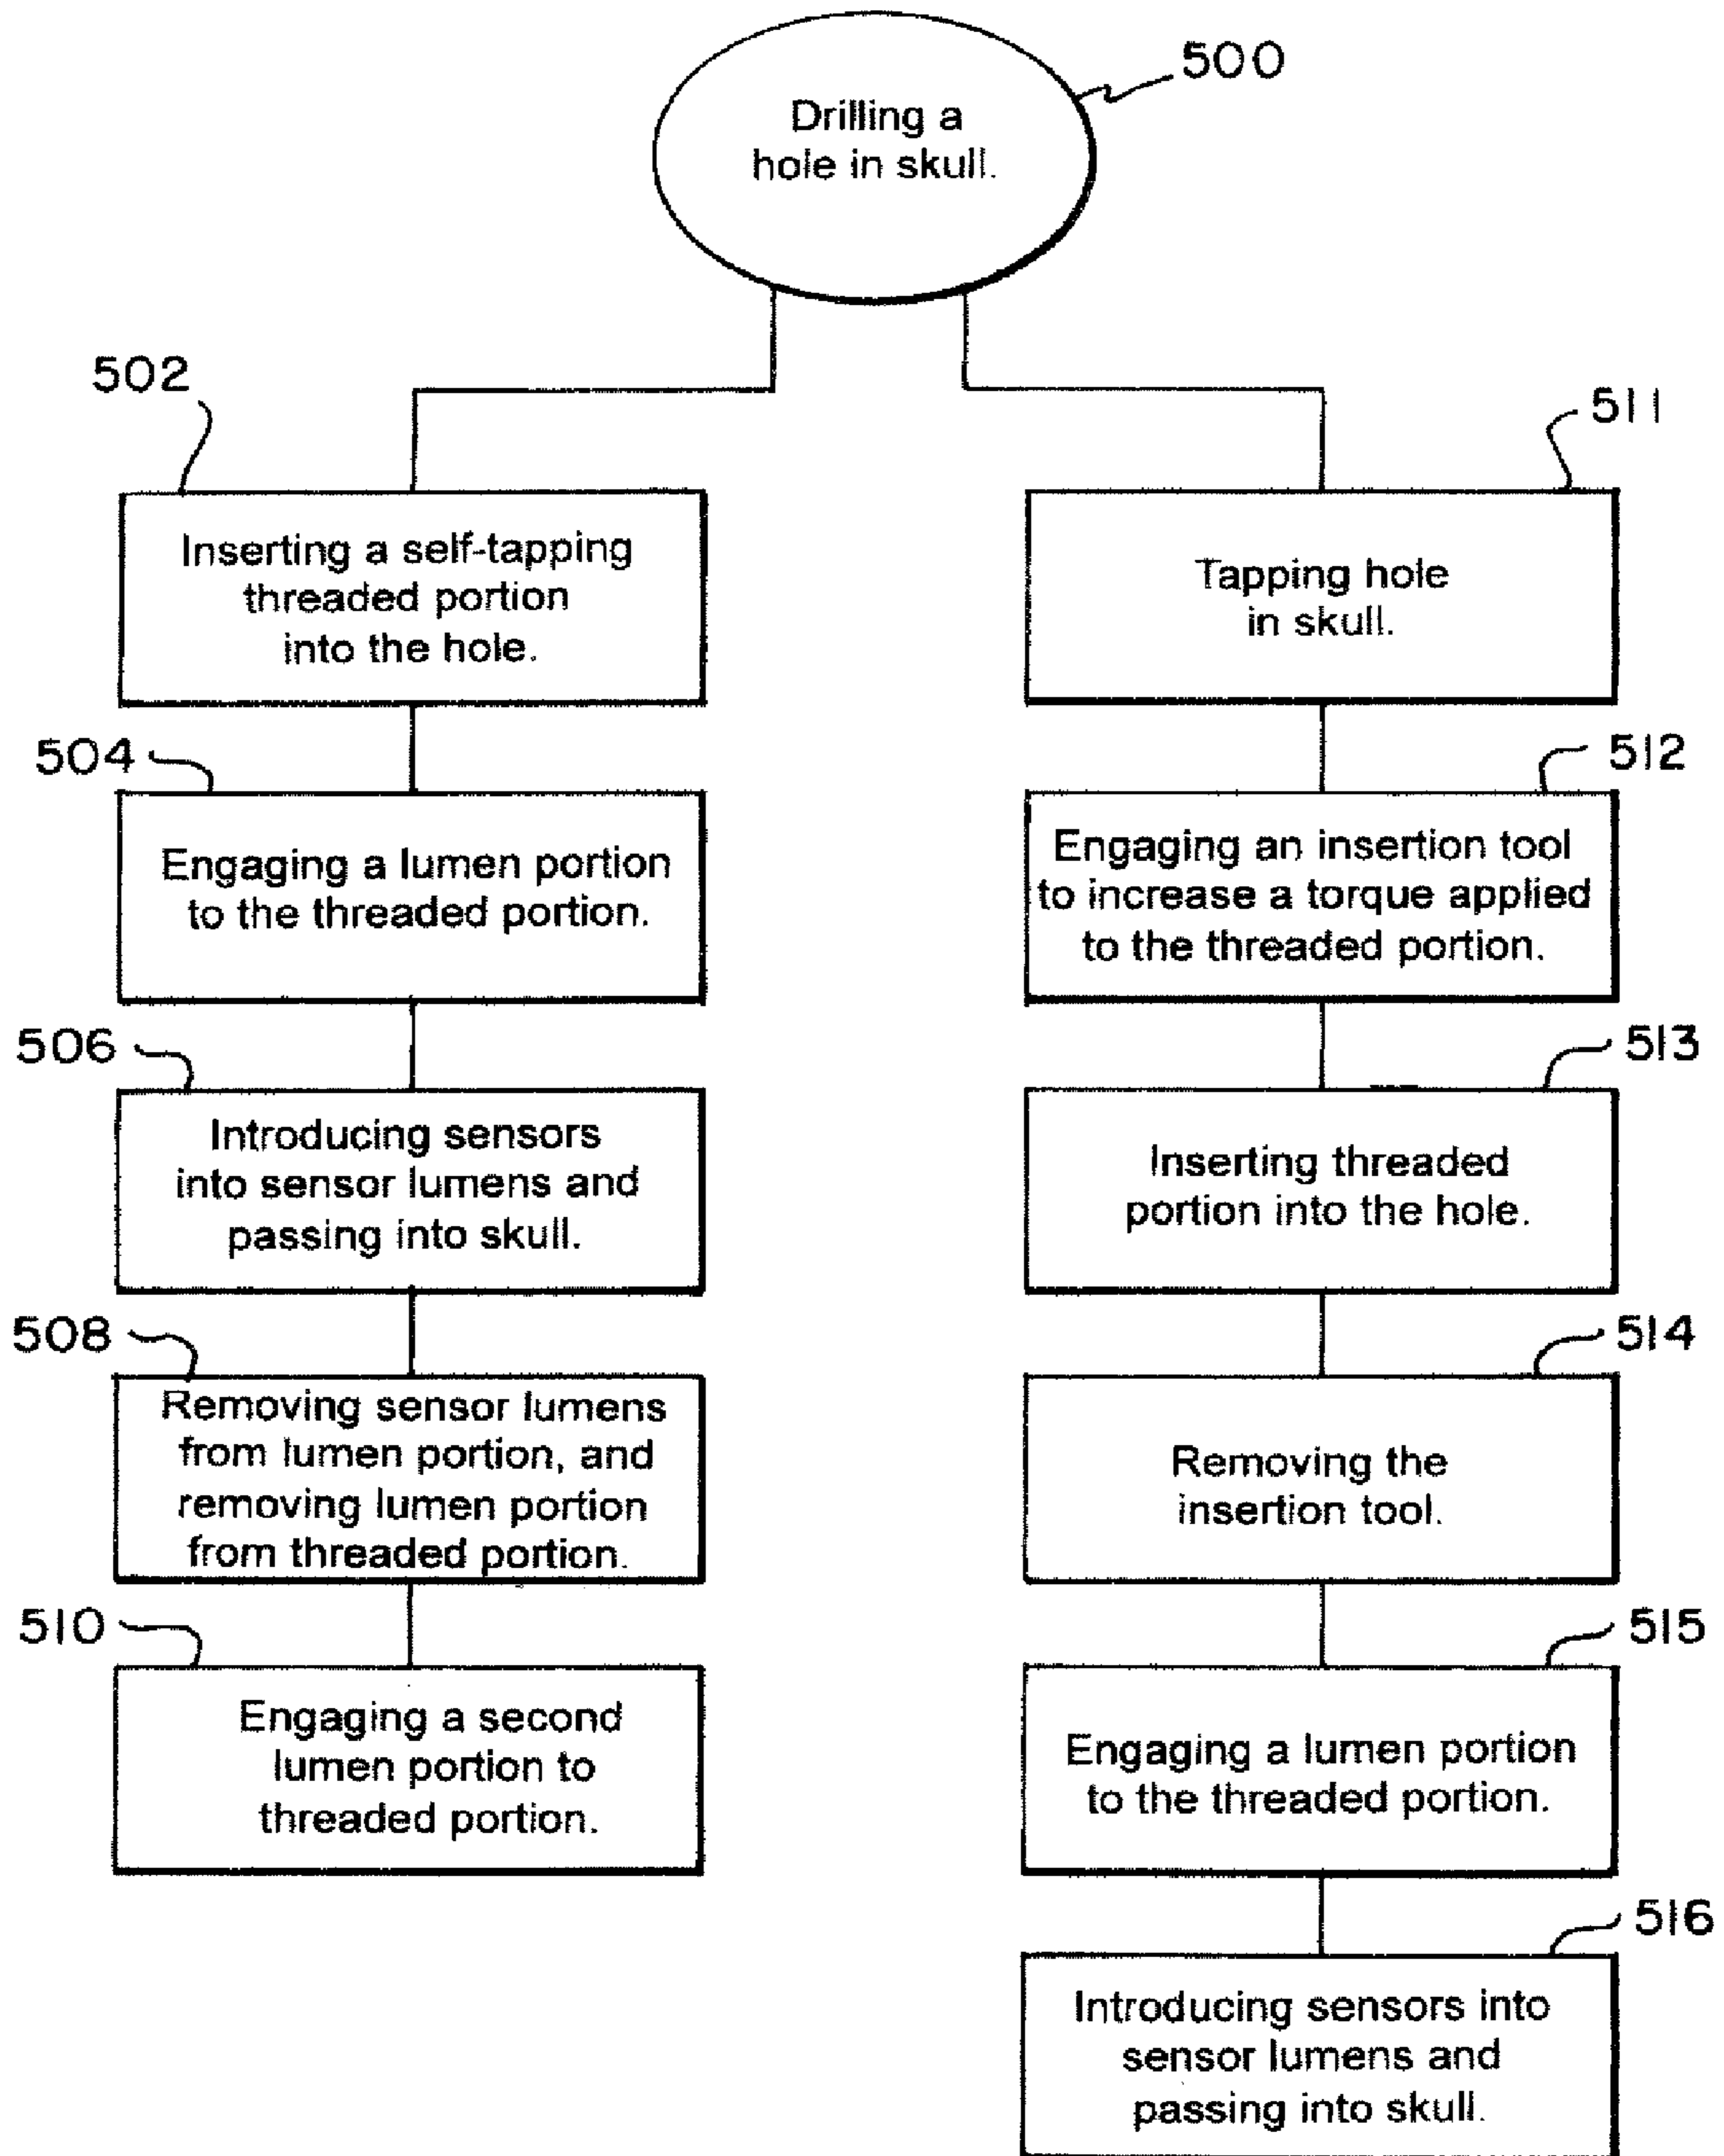 500
Drilling a
hole in skull.
502
Inserting a self-tapping
threaded portion
into the hole.
504
Engaging a lumen portion
to the threaded portion.
506
Introducing sensors
into sensor lumens and
passing into skull.
508
Removing sensor lumens
from lumen portion, and
removing lumen portion
from threaded portion.
510
Engaging a second
lumen portion to
threaded portion.
511
Tapping hole
in skull.
512
Engaging an insertion tool
to increase a torque applied
to the threaded portion.
513
Inserting threaded
portion into the hole.
514
Removing the
insertion tool.
515
Engaging a lumen portion
to the threaded portion.
516
Introducing sensors into
sensor lumens and
passing into skull.